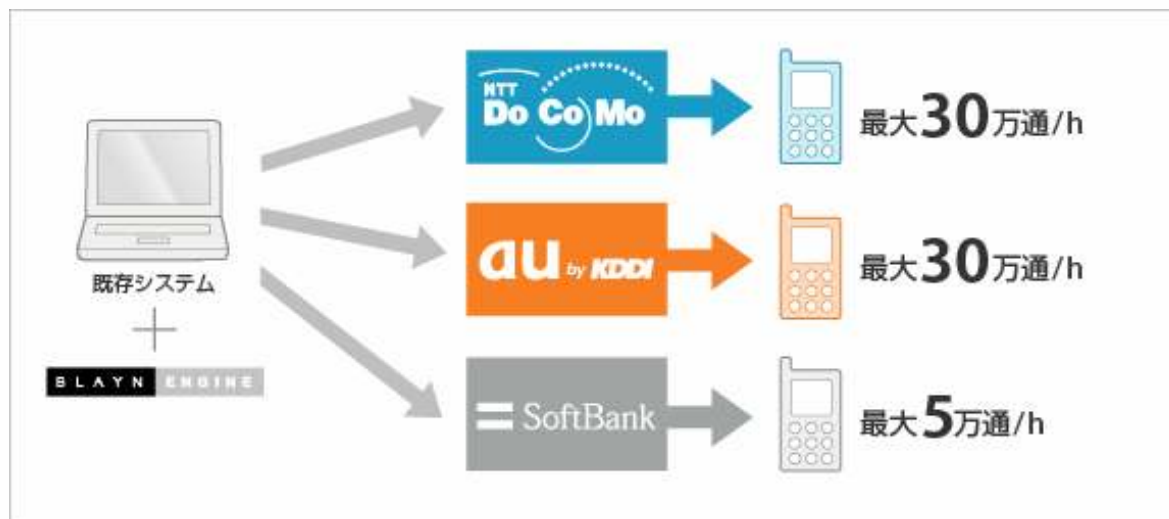 NTT
DoCoMo
最大30万通/h
au by KDDI
最大30万通/h
既存システム
BLAYN ENGINE
SoftBank
最大5万通/h